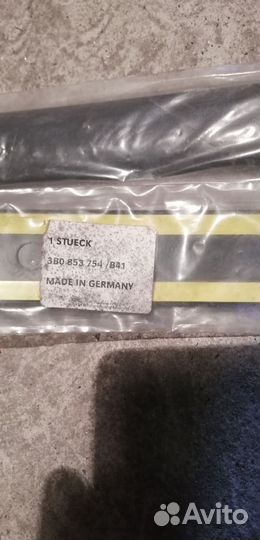 1 STUECK
3B0 853 754 /B41
MADE IN GERMANY
Avito